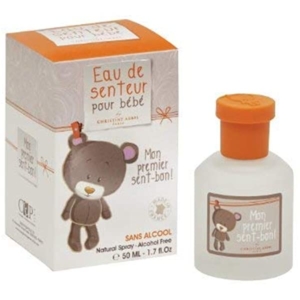 Eau de
senteur
pour bébé
Mon
premier
sent-bon!
SANS ALCOOL
Natural Spray - Alcohol Free
50 ML - 1.7 fl.Oz
Mon
premier
sent-bon!